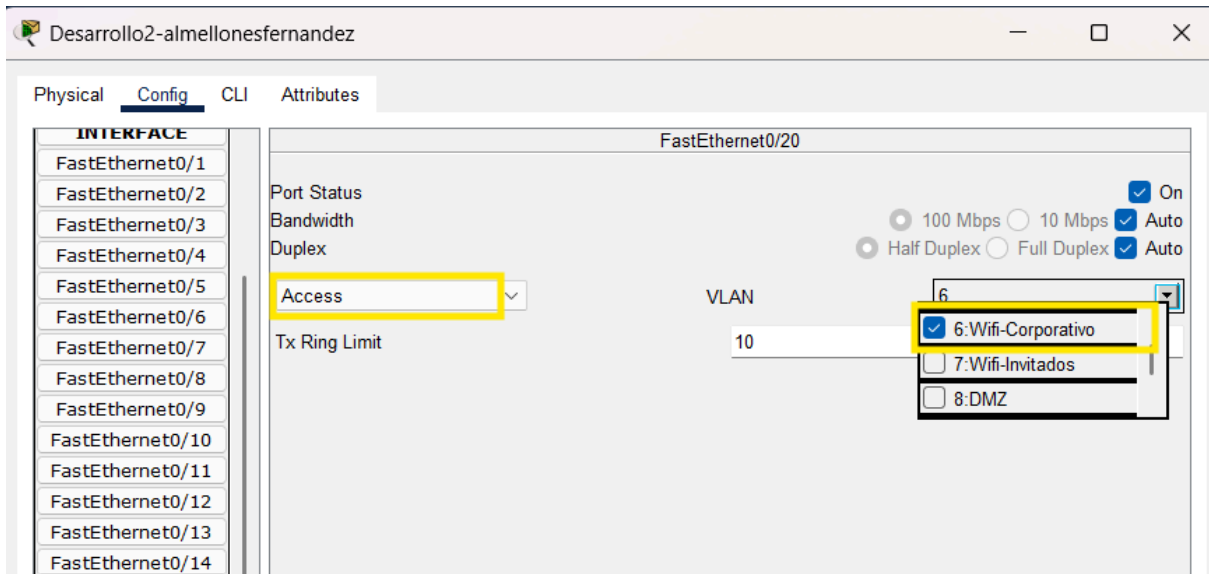 Desarrollo2-almellonesfernandez
Physical Config CLI Attributes
INTERFACE
FastEthernet0/1
FastEthernet0/2
FastEthernet0/3
FastEthernet0/4
FastEthernet0/5
FastEthernet0/6
FastEthernet0/7
FastEthernet0/8
FastEthernet0/9
FastEthernet0/10
FastEthernet0/11
FastEthernet0/12
FastEthernet0/13
FastEthernet0/14
FastEthernet0/20
Port Status On
Bandwidth 100 Mbps 10 Mbps Auto
Duplex Half Duplex Full Duplex Auto
Access VLAN 6
6:Wifi-Corporativo
7:Wifi-Invitados
8:DMZ
Tx Ring Limit 10